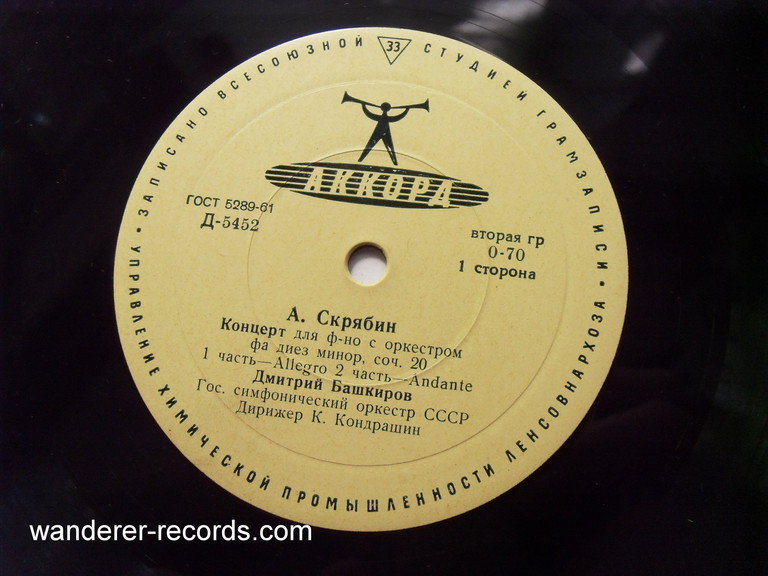 • ЗАПИСАНО ВСЕСОЮЗНОЙ 33 СТУДИЕЙ ГРАМЗАПИСИ •
АККОРД
ГОСТ 5289-61
Д-5452
вторая гр
0-70
1 сторона
А. Скрябин
Концерт для ф-но с оркестром
фа диез минор, соч. 20
1 часть—Allegro 2 часть—Andante
Дмитрий Башкиров
Гос. симфонический оркестр СССР
Дирижер К. Кондрашин
УПРАВЛЕНИЕ ХИМИЧЕСКОЙ ПРОМЫШЛЕННОСТИ ЛЕНСОВНАРХОЗА
wanderer-records.com